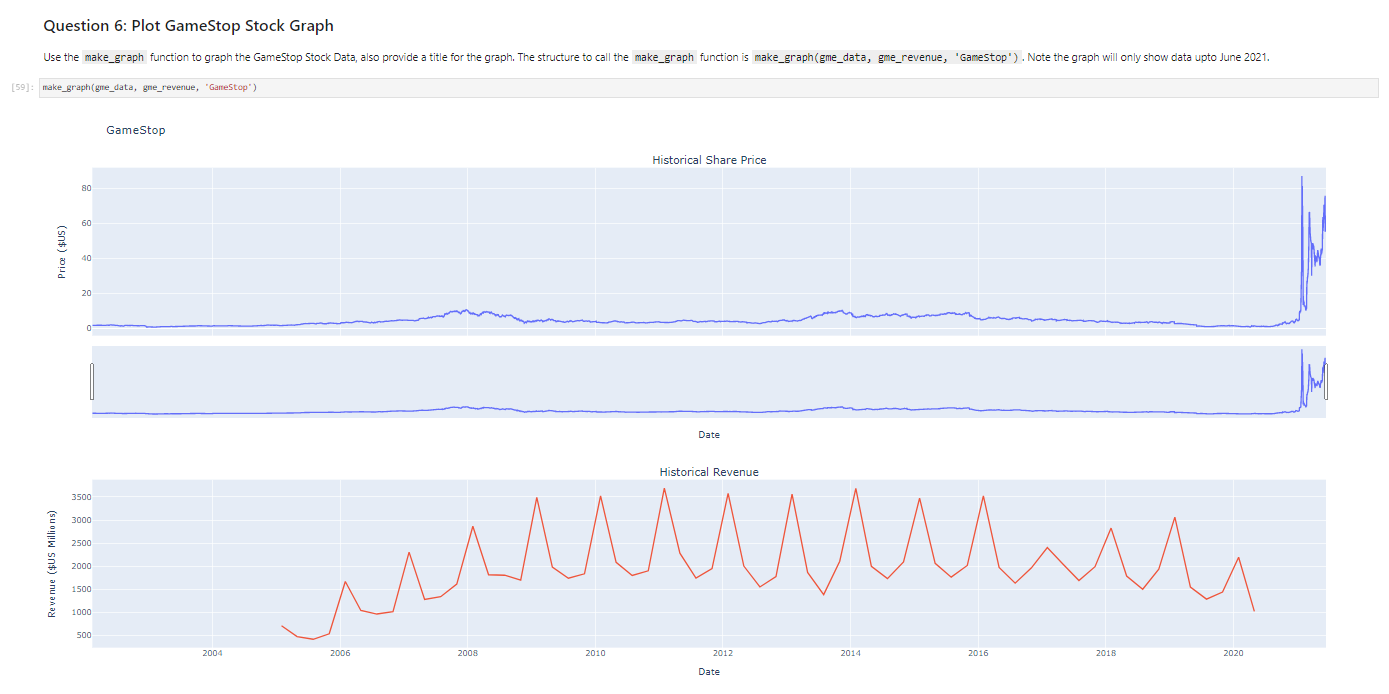 Question 6: Plot GameStop Stock Graph
Use the make_graph function to graph the GameStop Stock Data, also provide a title for the graph. The structure to call the make_graph function is make_graph(gme_data, gme_revenue, 'GameStop') . Note the graph will only show data upto June 2021.
[59]: make_graph(gme_data, gme_revenue, 'GameStop')
GameStop
Historical Share Price
80
60
40
20
0
Price ($US)
Date
Historical Revenue
3500
3000
2500
2000
1500
1000
500
Revenue ($US Millions)
2004 2006 2008 2010 2012 2014 2016 2018 2020
Date